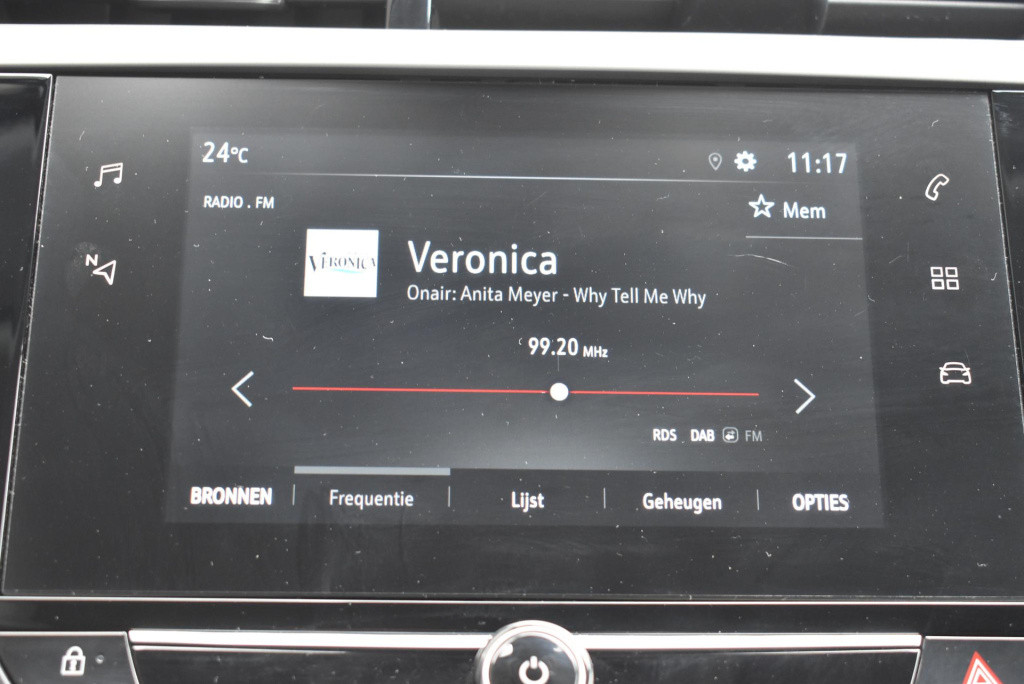 24°C 11:17
RADIO . FM
Mem
VERONICA
Veronica
Onair: Anita Meyer - Why Tell Me Why
99.20 MHz
N
RDS DAB FM
BRONNEN Frequentie Lijst Geheugen OPTIES